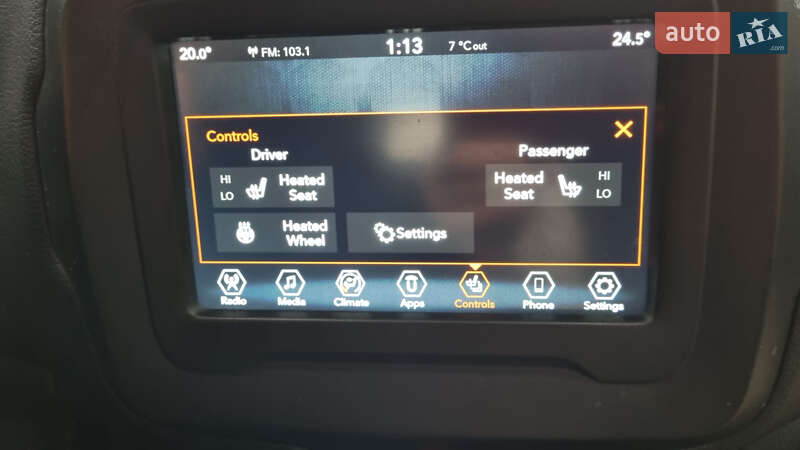 20.0°
FM: 103.1
1:13
7 °C out
24.5°
auto RIA .com
Controls
Driver
Passenger
HI
LO
Heated
Seat
Heated
Seat
HI
LO
Heated
Wheel
Settings
Radio
Media
Climate
Apps
Controls
Phone
Settings